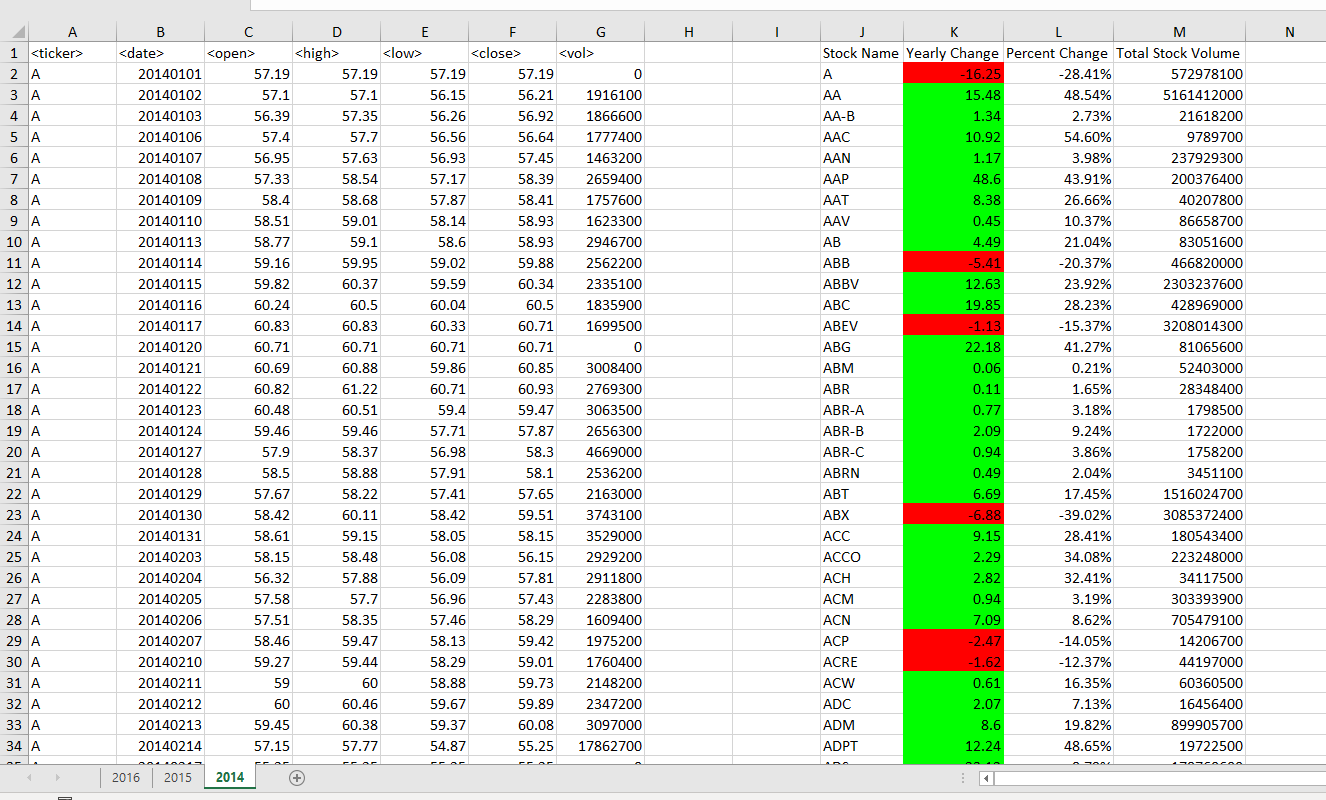 A B C D E F G H I J K L M N
1 <ticker> <date> <open> <high> <low> <close> <vol> Stock Name Yearly Change Percent Change Total Stock Volume
2 A 20140101 57.19 57.19 57.19 57.19 0 A -16.25 -28.41% 572978100
3 A 20140102 57.1 57.1 56.15 56.21 1916100 AA 15.48 48.54% 5161412000
4 A 20140103 56.39 57.35 56.26 56.92 1866600 AA-B 1.34 2.73% 21618200
5 A 20140106 57.4 57.7 56.56 56.64 1777400 AAC 10.92 54.60% 9789700
6 A 20140107 56.95 57.63 56.93 57.45 1463200 AAN 1.17 3.98% 237929300
7 A 20140108 57.33 58.54 57.17 58.39 2659400 AAP 48.6 43.91% 200376400
8 A 20140109 58.4 58.68 57.87 58.41 1757600 AAT 8.38 26.66% 40207800
9 A 20140110 58.51 59.01 58.14 58.93 1623300 AAV 0.45 10.37% 86658700
10 A 20140113 58.77 59.1 58.6 58.93 2946700 AB 4.49 21.04% 83051600
11 A 20140114 59.16 59.95 59.02 59.88 2562200 ABB -5.41 -20.37% 466820000
12 A 20140115 59.82 60.37 59.59 60.34 2335100 ABBV 12.63 23.92% 2303237600
13 A 20140116 60.24 60.5 60.04 60.5 1835900 ABC 19.85 28.23% 428969000
14 A 20140117 60.83 60.83 60.33 60.71 1699500 ABEV -1.13 -15.37% 3208014300
15 A 20140120 60.71 60.71 60.71 60.71 0 ABG 22.18 41.27% 81065600
16 A 20140121 60.69 60.88 59.86 60.85 3008400 ABM 0.06 0.21% 52403000
17 A 20140122 60.82 61.22 60.71 60.93 2769300 ABR 0.11 1.65% 28348400
18 A 20140123 60.48 60.51 59.4 59.47 3063500 ABR-A 0.77 3.18% 1798500
19 A 20140124 59.46 59.46 57.71 57.87 2656300 ABR-B 2.09 9.24% 1722000
20 A 20140127 57.9 58.37 56.98 58.3 4669000 ABR-C 0.94 3.86% 1758200
21 A 20140128 58.5 58.88 57.91 58.1 2536200 ABRN 0.49 2.04% 3451100
22 A 20140129 57.67 58.22 57.41 57.65 2163000 ABT 6.69 17.45% 1516024700
23 A 20140130 58.42 60.11 58.42 59.51 3743100 ABX -6.88 -39.02% 3085372400
24 A 20140131 58.61 59.15 58.05 58.15 3529000 ACC 9.15 28.41% 180543400
25 A 20140203 58.15 58.48 56.08 56.15 2929200 ACCO 2.29 34.08% 223248000
26 A 20140204 56.32 57.88 56.09 57.81 2911800 ACH 2.82 32.41% 34117500
27 A 20140205 57.58 57.7 56.96 57.43 2283800 ACM 0.94 3.19% 303393900
28 A 20140206 57.51 58.35 57.46 58.29 1609400 ACN 7.09 8.62% 705479100
29 A 20140207 58.46 59.47 58.13 59.42 1975200 ACP -2.47 -14.05% 14206700
30 A 20140210 59.27 59.44 58.29 59.01 1760400 ACRE -1.62 -12.37% 44197000
31 A 20140211 59 60 58.88 59.73 2148200 ACW 0.61 16.35% 60360500
32 A 20140212 60 60.46 59.67 59.89 2347200 ADC 2.07 7.13% 16456400
33 A 20140213 59.45 60.38 59.37 60.08 3097000 ADM 8.6 19.82% 899905700
34 A 20140214 57.15 57.77 54.87 55.25 17862700 ADPT 12.24 48.65% 19722500
2016 2015 2014